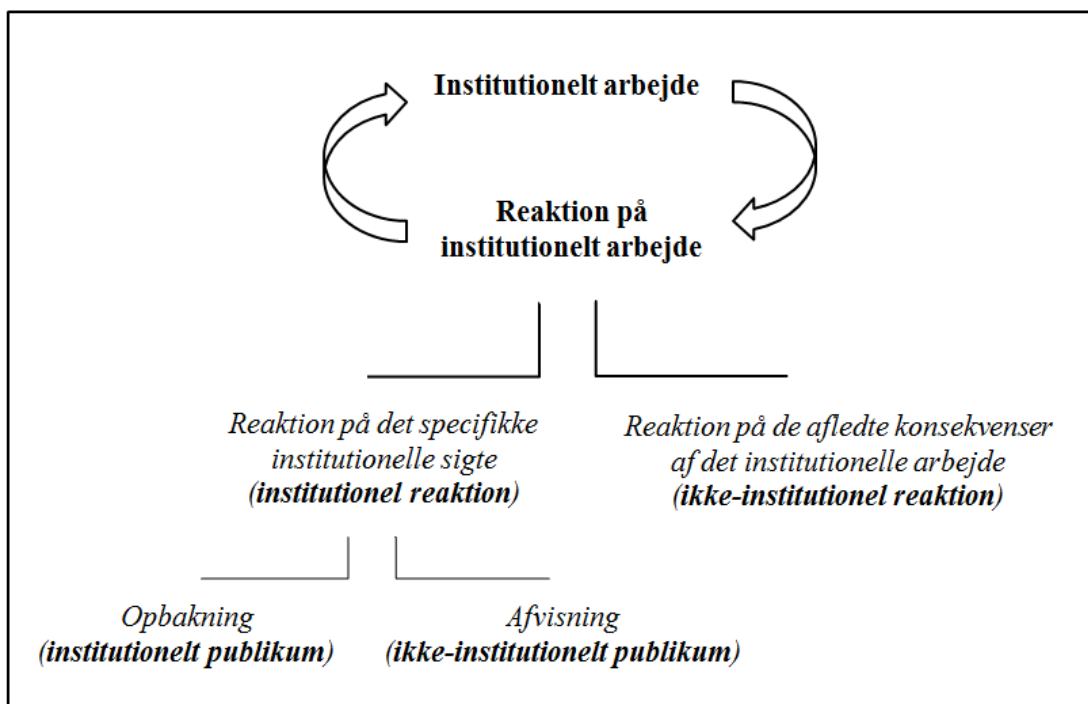 Institutionelt arbejde
Reaktion på
institutionelt arbejde
Reaktion på det specifikke
institutionelle sigte
(institutionel reaktion)
Reaktion på de afledte konsekvenser
af det institutionelle arbejde
(ikke-institutionel reaktion)
Opbakning
(institutionelt publikum)
Afvisning
(ikke-institutionelt publikum)